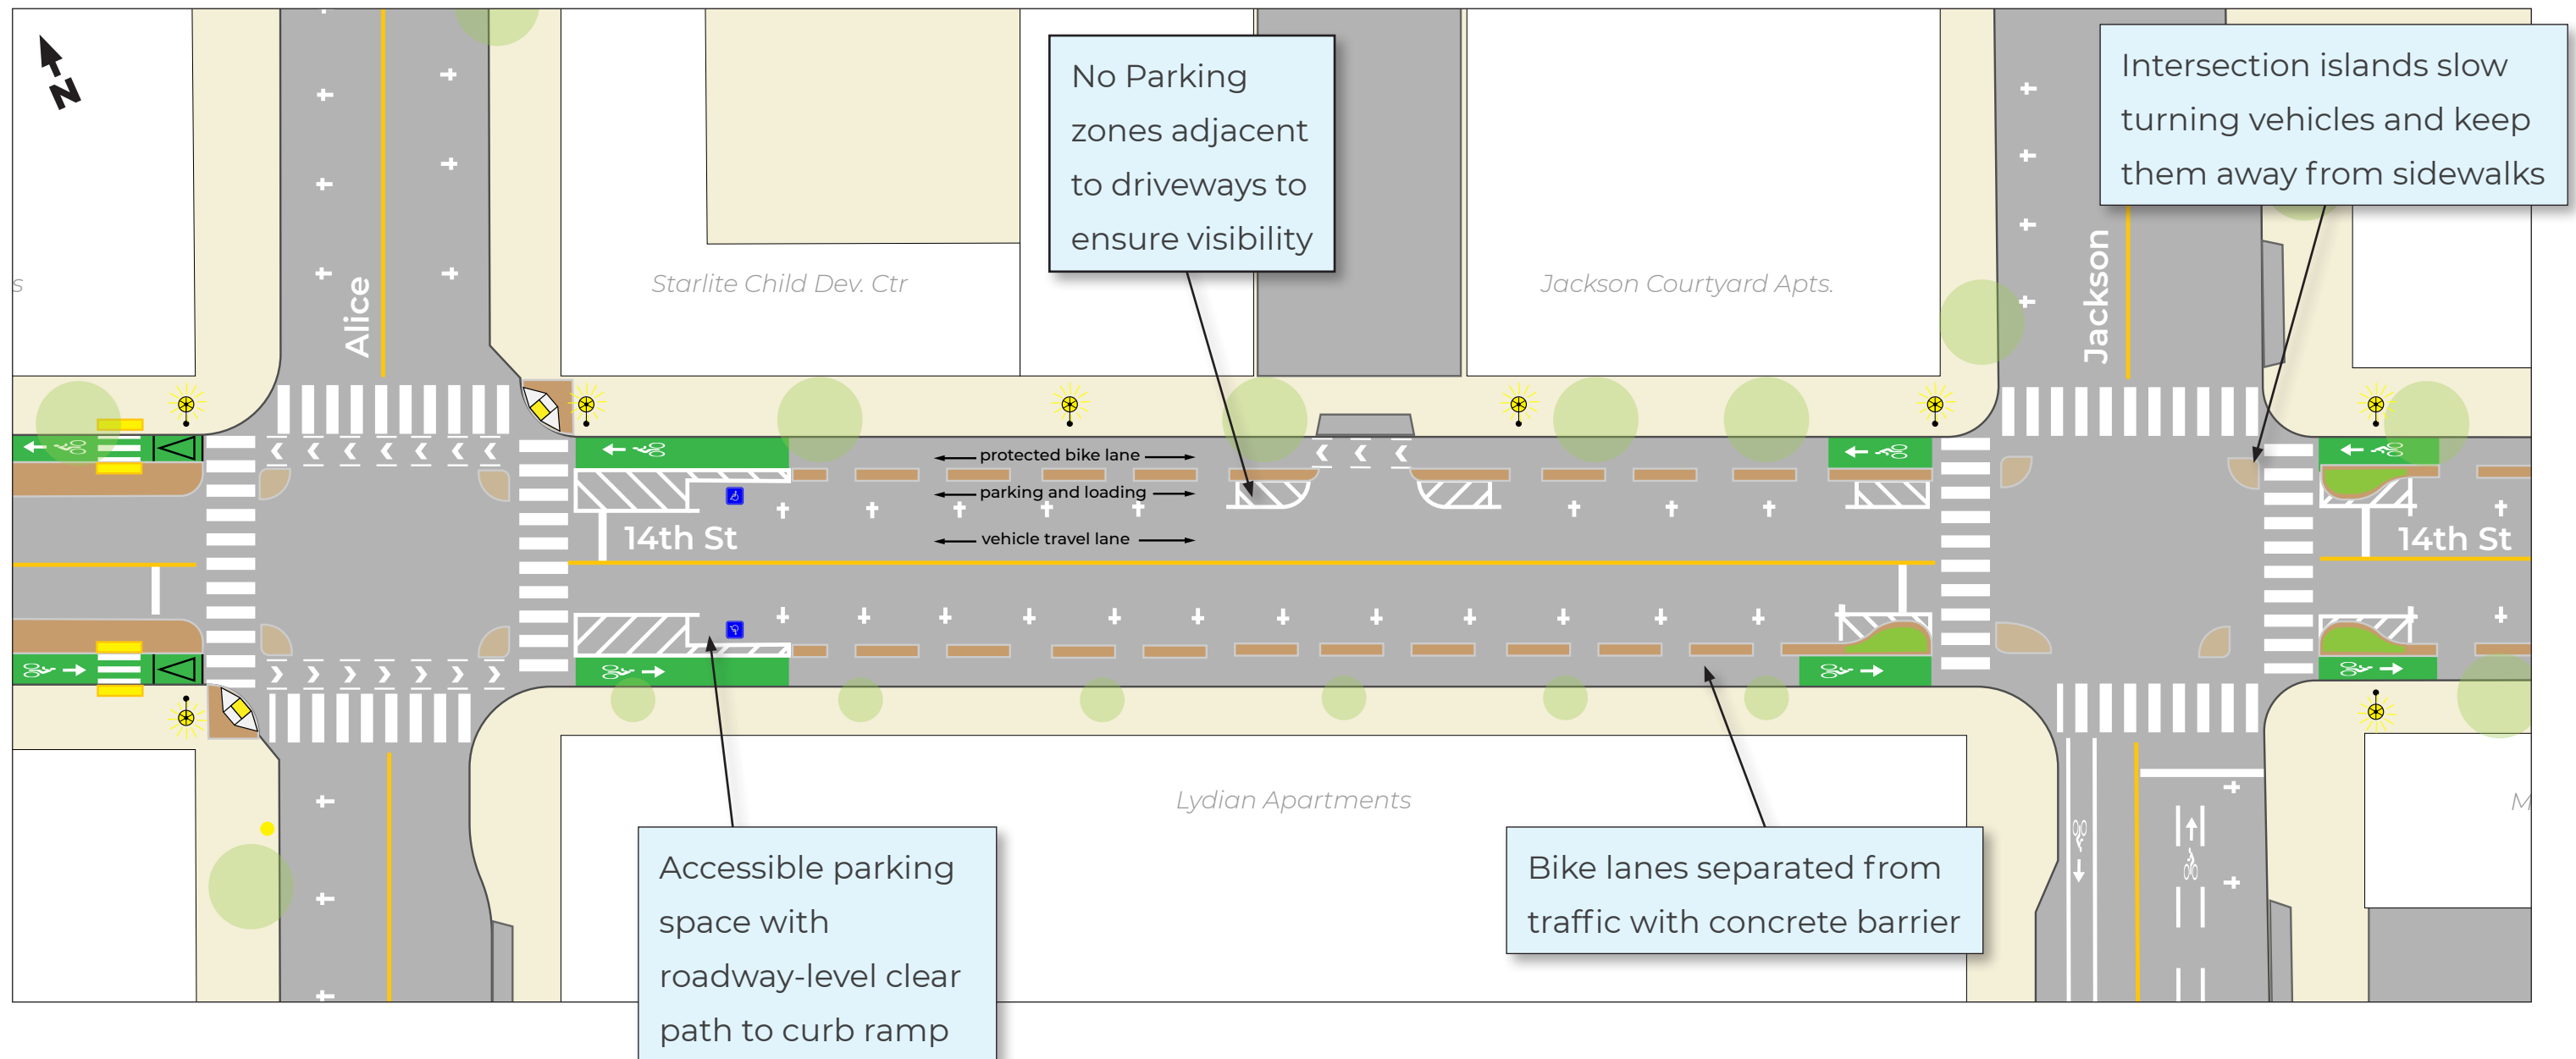 N
No Parking
zones adjacent
to driveways to
ensure visibility
Intersection islands slow
turning vehicles and keep
them away from sidewalks
s
Alice
Starlite Child Dev. Ctr
Jackson Courtyard Apts.
Jackson
protected bike lane
parking and loading
vehicle travel lane
14th St
14th St
Lydian Apartments
M
Accessible parking
space with
roadway-level clear
path to curb ramp
Bike lanes separated from
traffic with concrete barrier